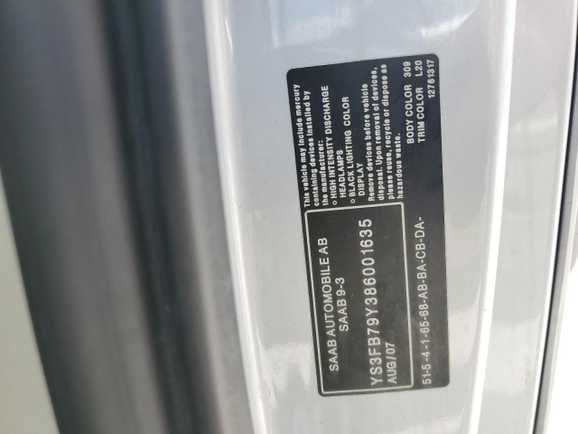 SAAB AUTOMOBILE AB
SAAB 9-3
YS3FB79Y386001635
AUG/07
51-5-4-1-65-68-AB-BA-CB-DA-
This vehicle may include mercury
containing devices installed by
the manufacturer:
o HIGH INTENSITY DISCHARGE
HEADLAMPS
o BLACK LIGHTING COLOR
DISPLAY
Remove devices before vehicle
disposal. Upon removal of devices,
please reuse, recycle or dispose as
hazardous waste.
BODY COLOR 309
TRIM COLOR L20
12761317